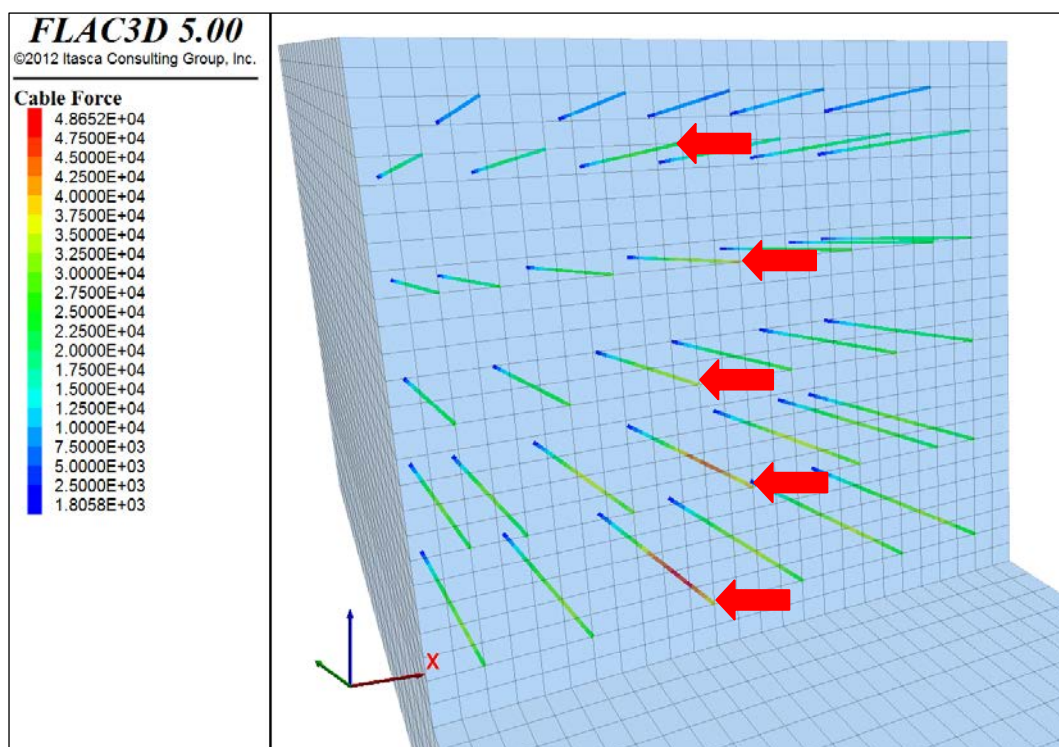 FLAC3D 5.00
©2012 Itasca Consulting Group, Inc.
Cable Force
4.8652E+04
4.7500E+04
4.5000E+04
4.2500E+04
4.0000E+04
3.7500E+04
3.5000E+04
3.2500E+04
3.0000E+04
2.7500E+04
2.5000E+04
2.2500E+04
2.0000E+04
1.7500E+04
1.5000E+04
1.2500E+04
1.0000E+04
7.5000E+03
5.0000E+03
2.5000E+03
1.8058E+03
X